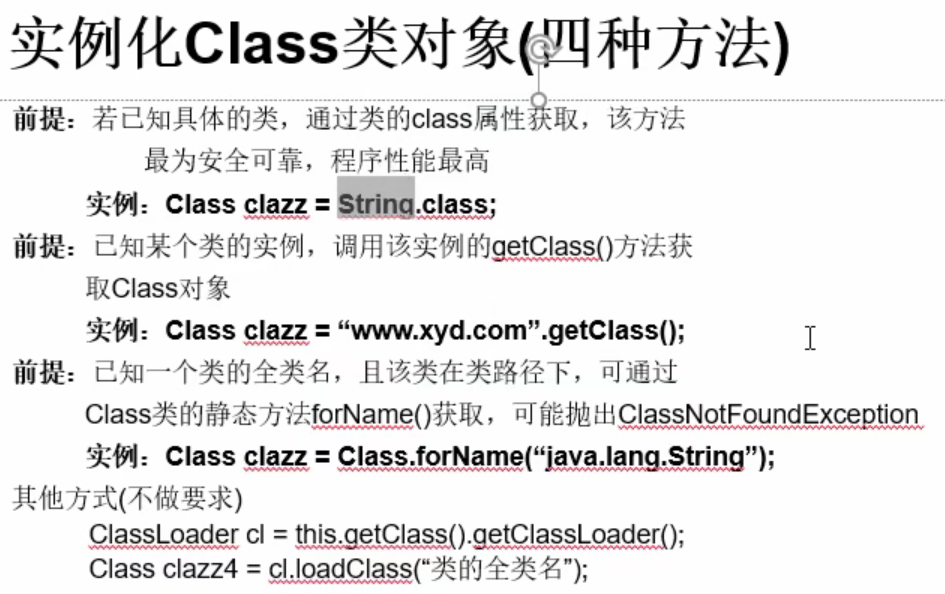 实例化Class类对象(四种方法)
前提：若已知具体的类，通过类的class属性获取，该方法
最为安全可靠，程序性能最高
实例：Class clazz = String.class;
前提：已知某个类的实例，调用该实例的getClass()方法获
取Class对象
实例：Class clazz = “www.xyd.com”.getClass();
前提：已知一个类的全类名，且该类在类路径下，可通过
Class类的静态方法forName()获取，可能抛出ClassNotFoundException
实例：Class clazz = Class.forName(“java.lang.String”);
其他方式(不做要求)
ClassLoader cl = this.getClass().getClassLoader();
Class clazz4 = cl.loadClass(“类的全类名”);